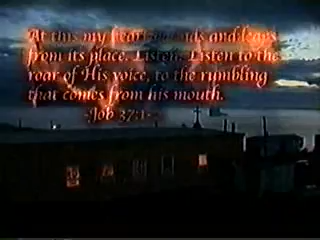 At this my heart pounds and leaps
from its place. Listen! Listen to the
roar of His voice, to the rumbling
that comes from his mouth.
-Job 37:1-